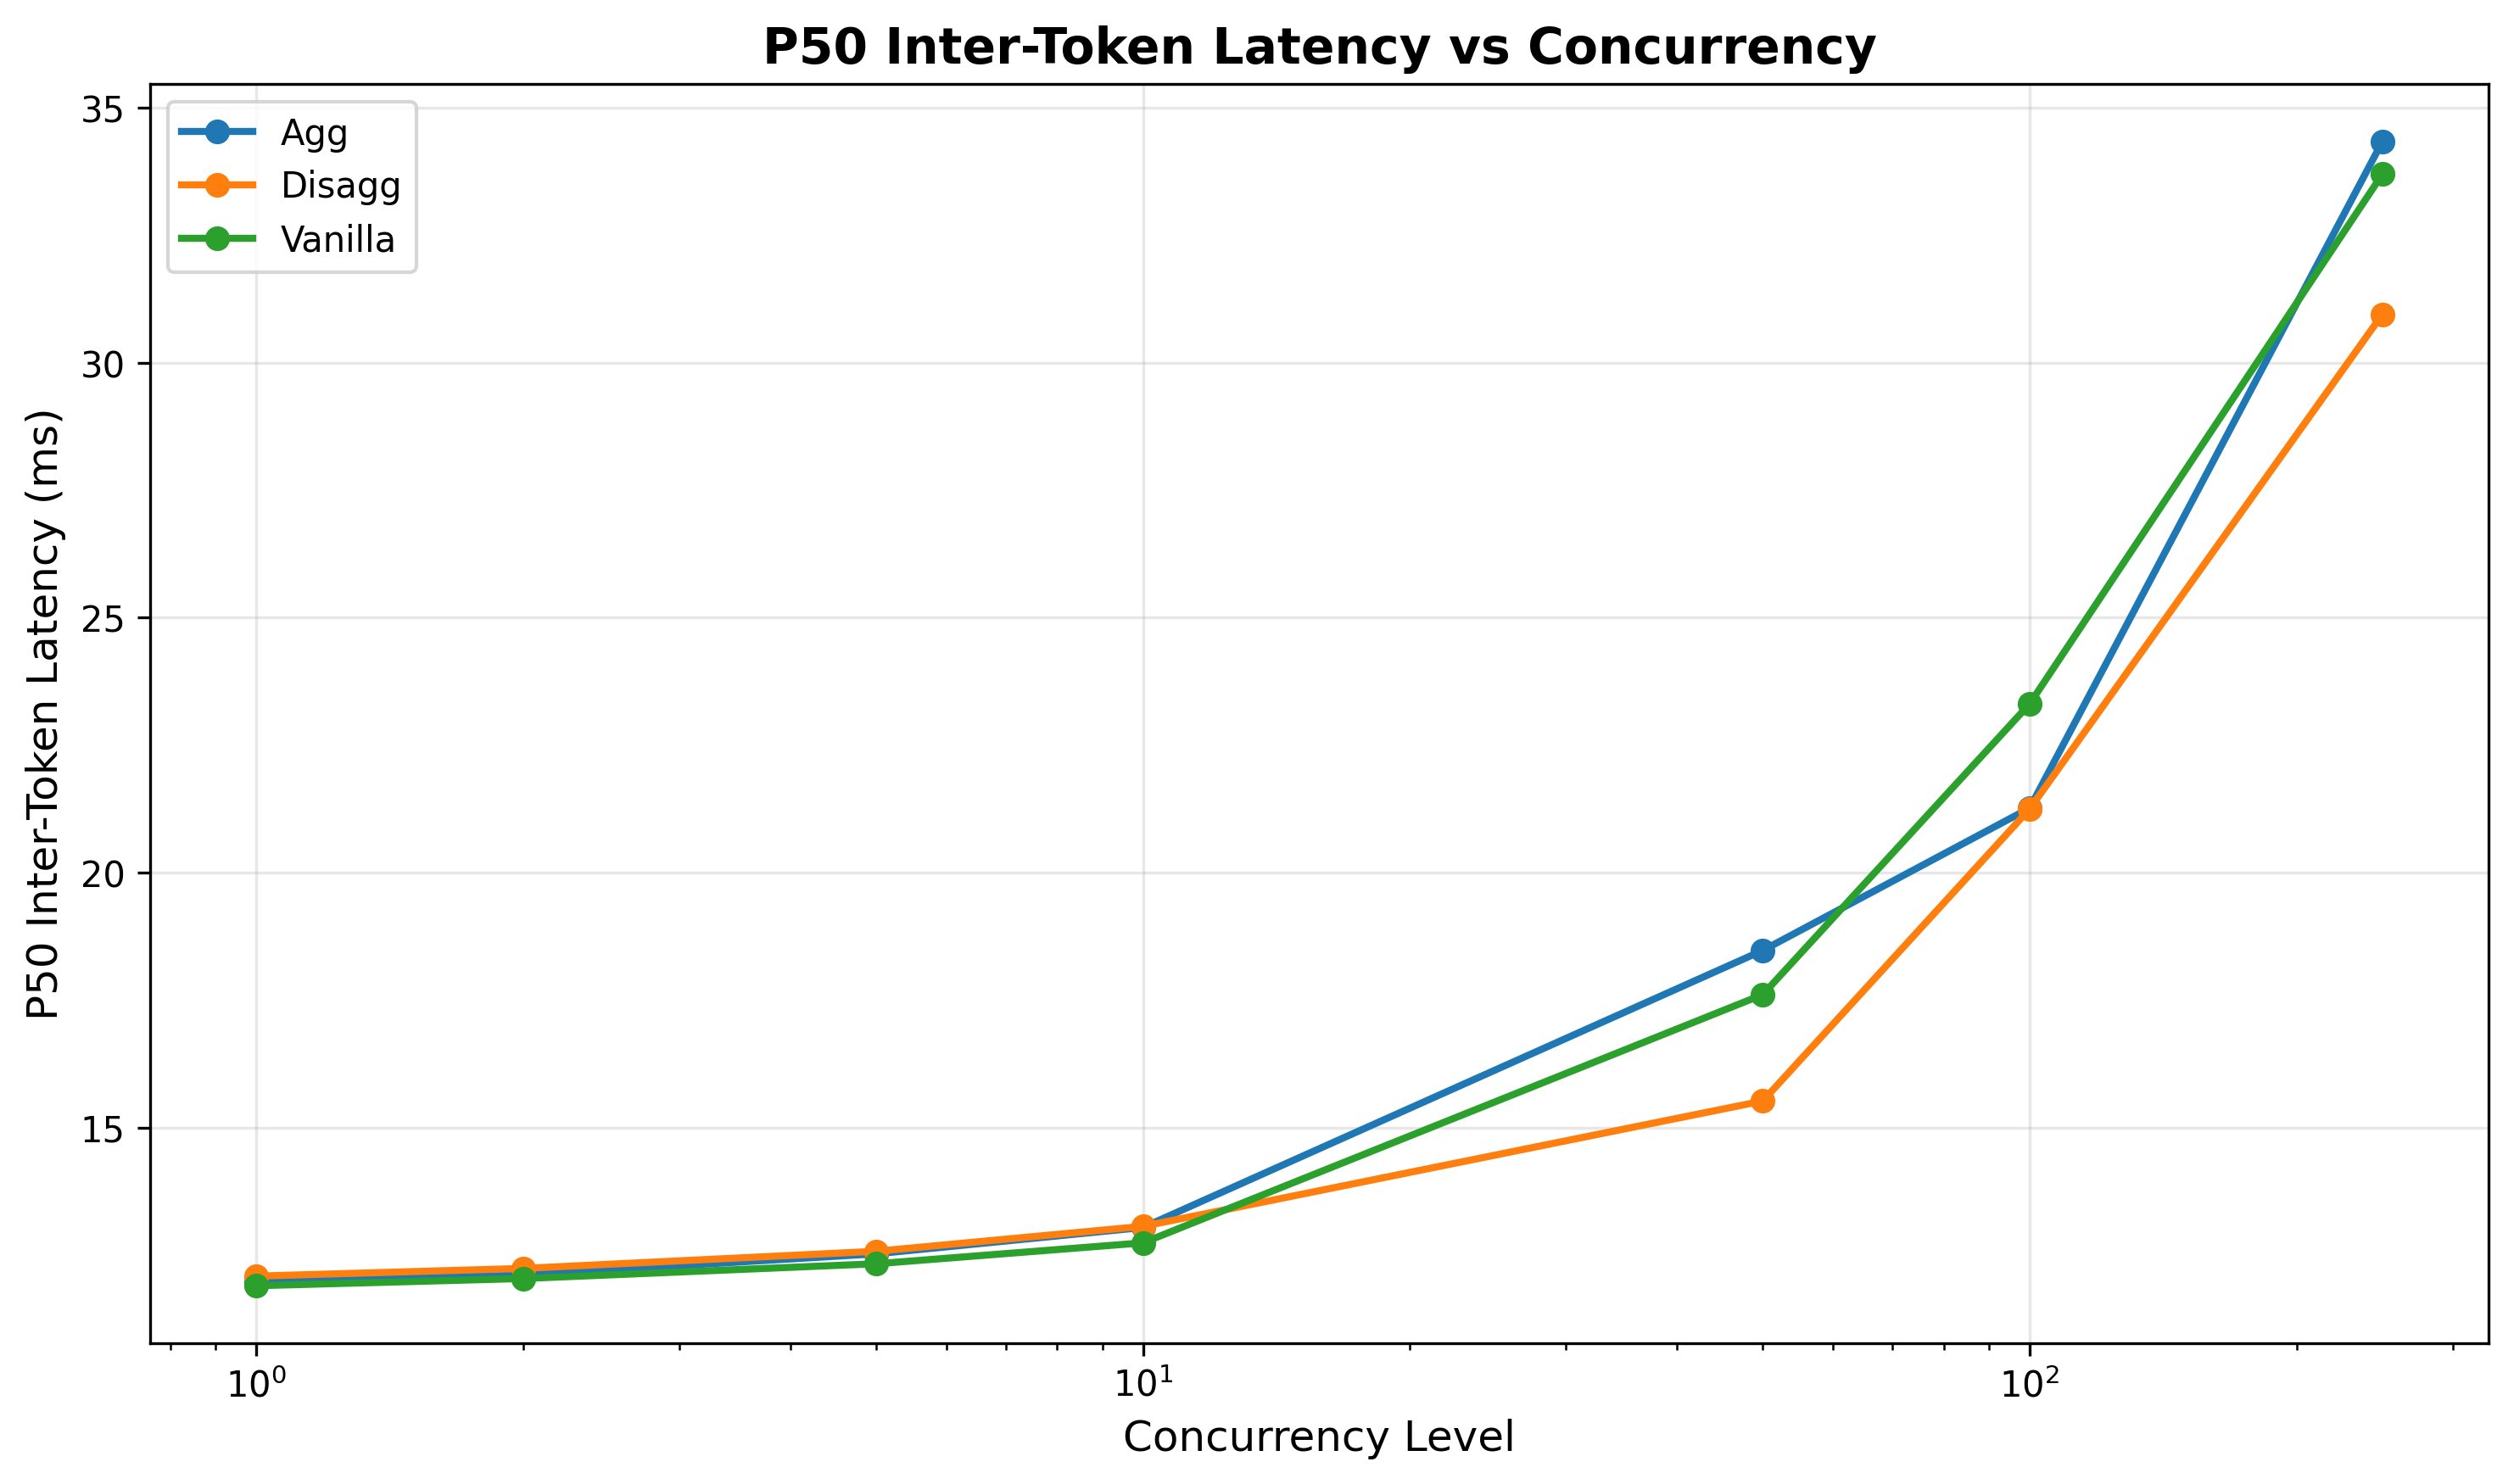 P50 Inter-Token Latency vs Concurrency
Agg
Disagg
Vanilla
35
30
25
20
15
P50 Inter-Token Latency (ms)
10⁰ 10¹ 10²
Concurrency Level